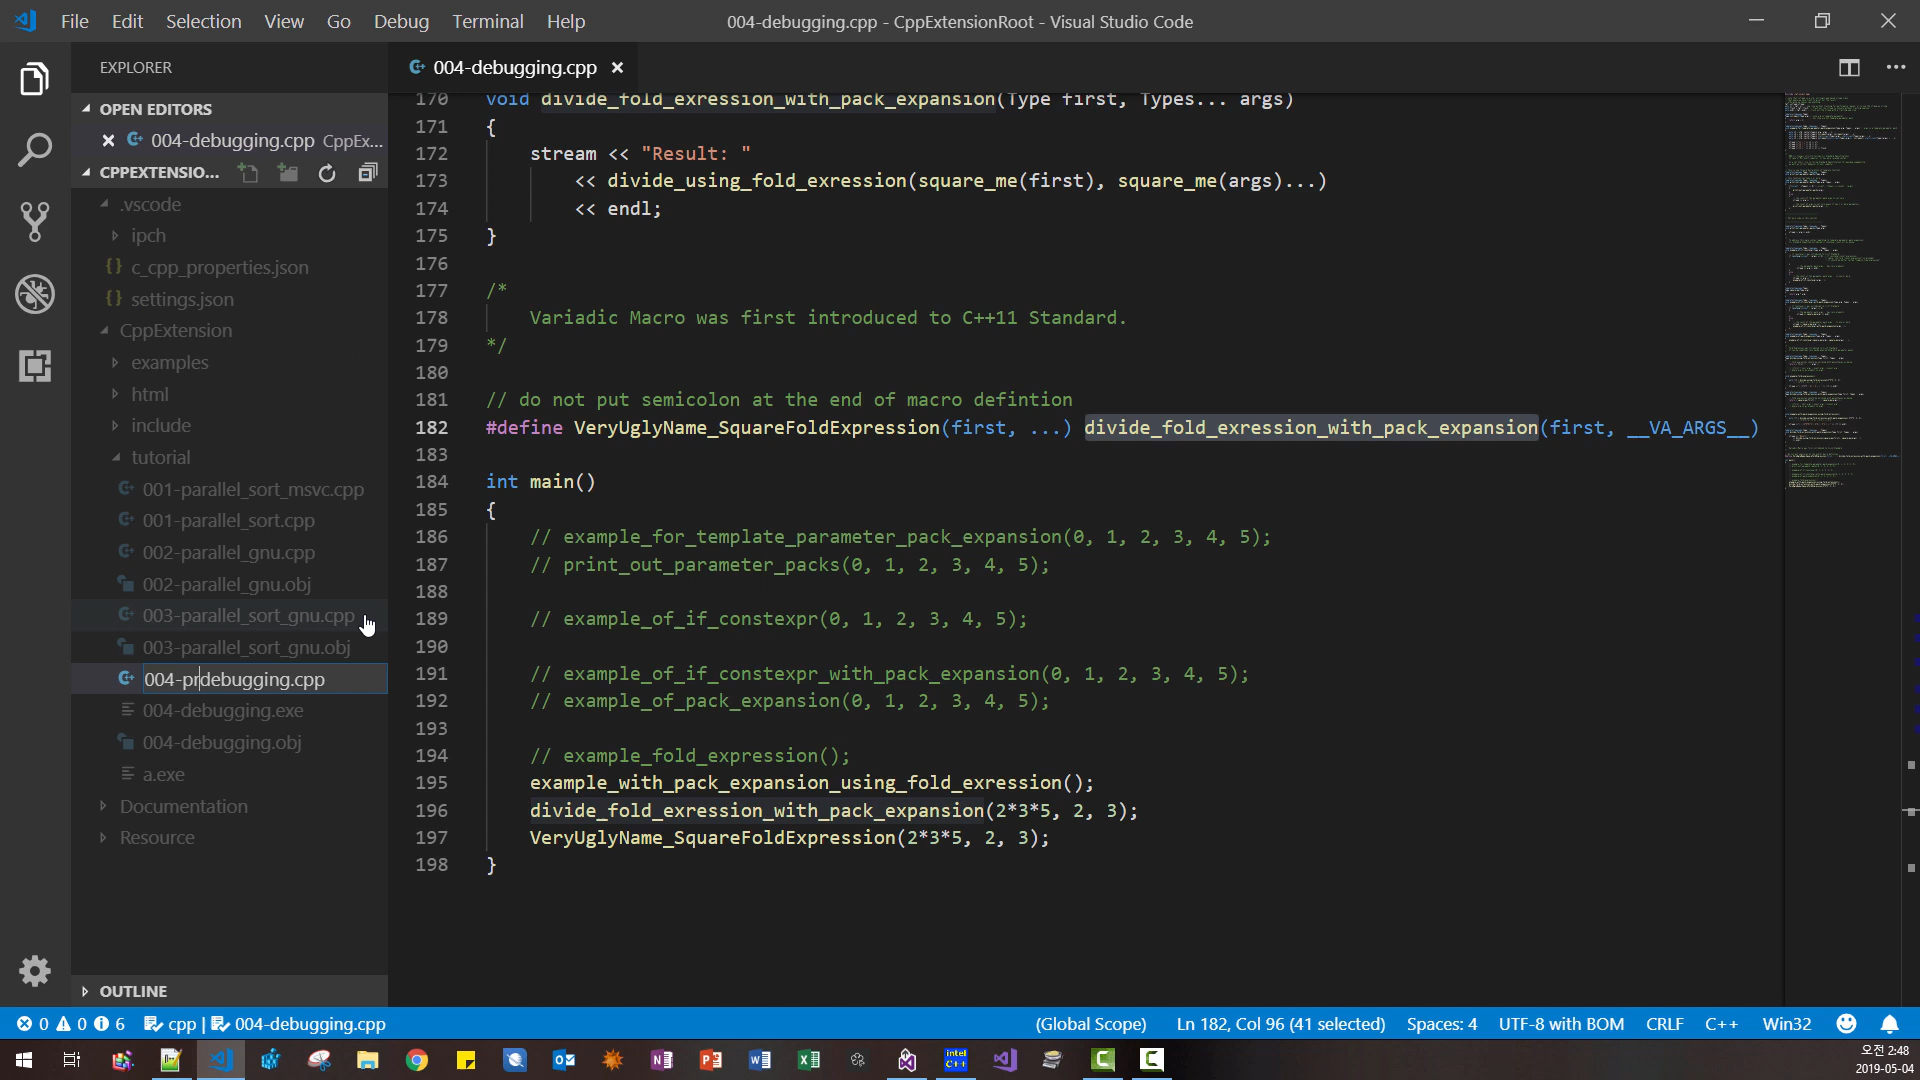 File Edit Selection View Go Debug Terminal Help
004-debugging.cpp - CppExtensionRoot - Visual Studio Code
EXPLORER
OPEN EDITORS
004-debugging.cpp CppEx...
CPPEXTENSIO...
.vscode
ipch
{} c_cpp_properties.json
{} settings.json
CppExtension
examples
html
include
tutorial
001-parallel_sort_msvc.cpp
001-parallel_sort.cpp
002-parallel_gnu.cpp
002-parallel_gnu.obj
003-parallel_sort_gnu.cpp
003-parallel_sort_gnu.obj
004-prdebugging.cpp
004-debugging.exe
004-debugging.obj
a.exe
Documentation
Resource
OUTLINE
004-debugging.cpp
170 void divide_fold_exression_with_pack_expansion(Type first, Types... args)
171 {
172 stream << "Result: "
173 << divide_using_fold_exression(square_me(first), square_me(args)...)
174 << endl;
175 }
176
177 /*
178 Variadic Macro was first introduced to C++11 Standard.
179 */
180
181 // do not put semicolon at the end of macro defintion
182 #define VeryUglyName_SquareFoldExpression(first, ...) divide_fold_exression_with_pack_expansion(first, __VA_ARGS__)
183
184 int main()
185 {
186 // example_for_template_parameter_pack_expansion(0, 1, 2, 3, 4, 5);
187 // print_out_parameter_packs(0, 1, 2, 3, 4, 5);
188
189 // example_of_if_constexpr(0, 1, 2, 3, 4, 5);
190
191 // example_of_if_constexpr_with_pack_expansion(0, 1, 2, 3, 4, 5);
192 // example_of_pack_expansion(0, 1, 2, 3, 4, 5);
193
194 // example_fold_expression();
195 example_with_pack_expansion_using_fold_exression();
196 divide_fold_exression_with_pack_expansion(2*3*5, 2, 3);
197 VeryUglyName_SquareFoldExpression(2*3*5, 2, 3);
198 }
0 0 6 cpp | 004-debugging.cpp
(Global Scope) Ln 182, Col 96 (41 selected) Spaces: 4 UTF-8 with BOM CRLF C++ Win32
intel C++
오전 2:48
2019-05-04